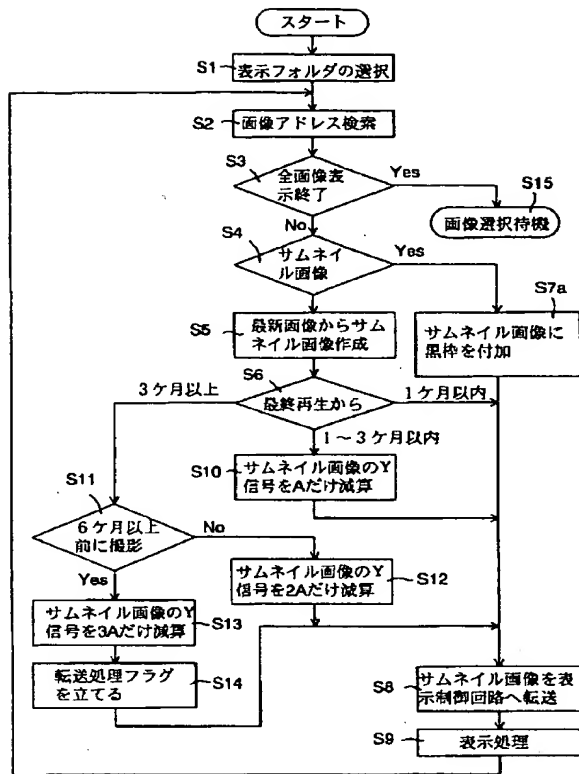 スタート
S1
表示フォルダの選択
S2
画像アドレス検索
S3
全画像表
示終了
Yes
S15
画像選択待機
No
S4
サムネイ
ル画像
Yes
S7a
サムネイル画像に
黒枠を付加
S5
最新画像からサム
ネイル画像作成
S6
最終再生から
3ケ月以上
1ケ月以内
1～3ケ月以内
S10
サムネイル画像のY
信号をAだけ減算
S11
6ケ月以上
前に撮影
No
Yes
サムネイル画像のY
信号を2Aだけ減算
S12
サムネイル画像のY
信号を3Aだけ減算
S13
転送処理フラグ
を立てる
S14
サムネイル画像を表
示制御回路へ転送
S8
S9
表示処理